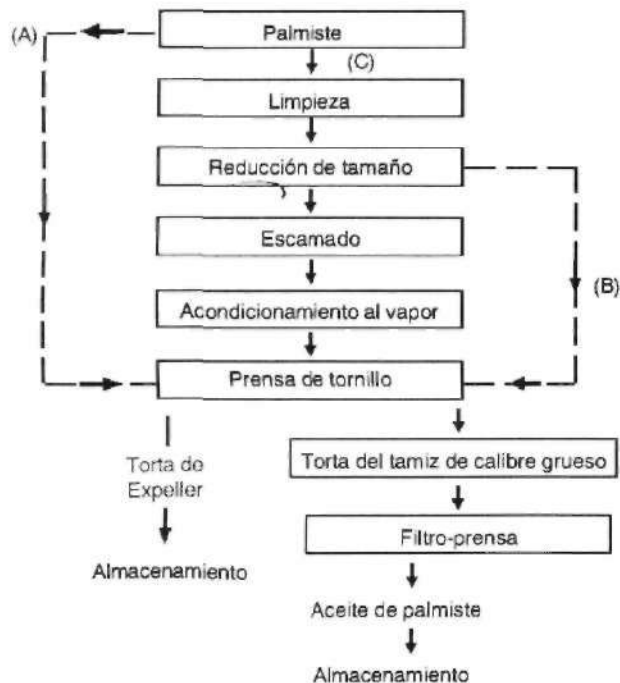 (A)
Palmiste
(C)
Limpieza
Reducción de tamaño
Escamado
(B)
Acondicionamiento al vapor
Prensa de tornillo
Torta de
Expeller
Almacenamiento
Torta del tamiz de calibre grueso
Filtro-prensa
Aceite de palmiste
Almacenamiento